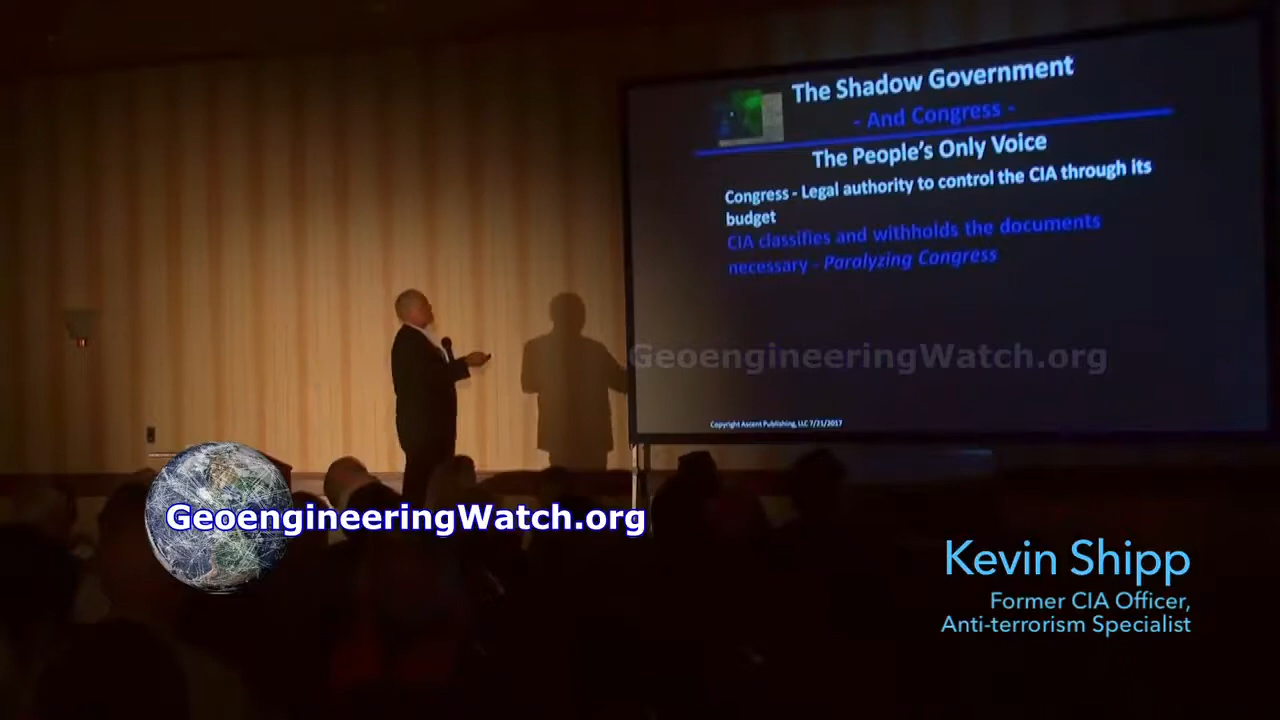 The Shadow Government
- And Congress -
The People's Only Voice
Congress - Legal authority to control the CIA through its
budget
CIA classifies and withholds the documents
necessary - Paralyzing Congress
GeoengineeringWatch.org
Copyright Ascent Publishing, LLC 7/21/2017
GeoengineeringWatch.org
Kevin Shipp
Former CIA Officer,
Anti-terrorism Specialist